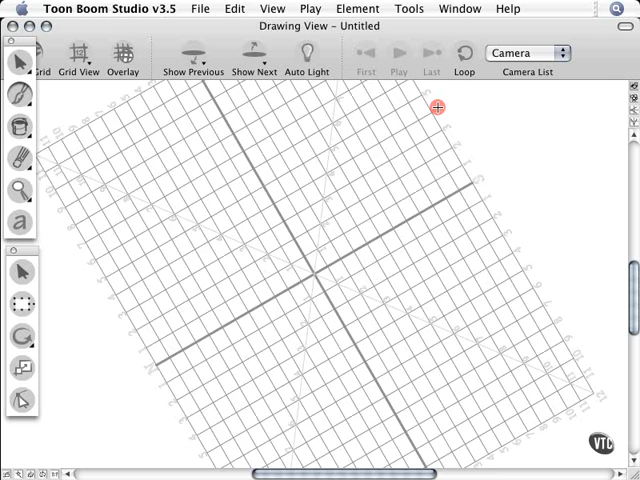 Toon Boom Studio v3.5 File Edit View Play Element Tools Window Help
Drawing View – Untitled
Grid Grid View Overlay Show Previous Show Next Auto Light First Play Last Loop Camera Camera List
a
VTC